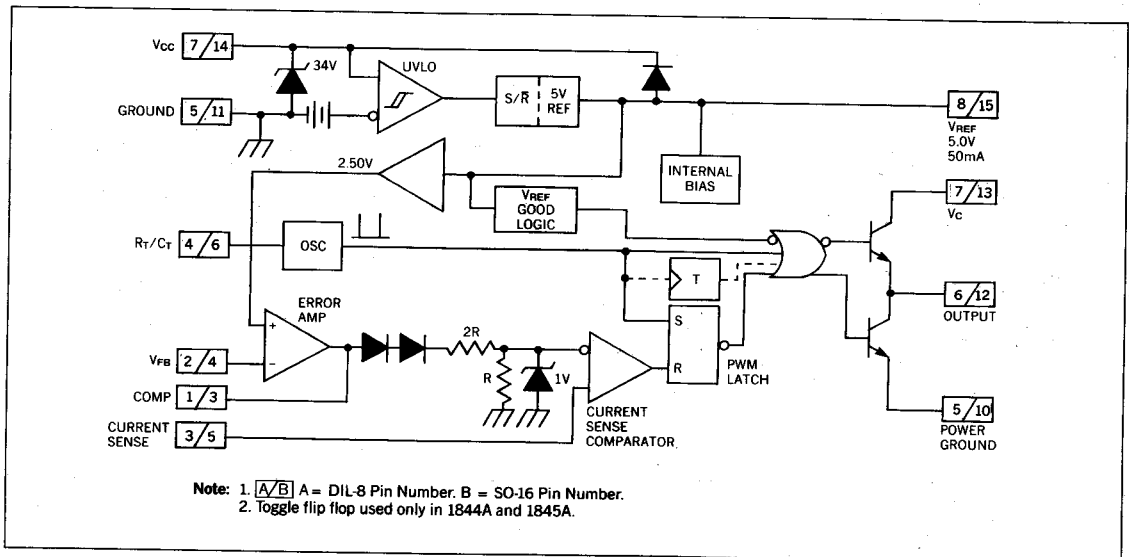 Vcc 7/14
34V
UVLO
GROUND 5/11
S/R̅ 5V REF
8/15
VREF
5.0V
50mA
2.50V
INTERNAL
BIAS
VREF
GOOD
LOGIC
7/13
Vc
RT/CT 4/6
OSC
T
6/12
OUTPUT
ERROR
AMP
+
−
VFB 2/4
2R
R
1V
S
R
PWM
LATCH
COMP 1/3
CURRENT
SENSE
3/5
CURRENT
SENSE
COMPARATOR
5/10
POWER
GROUND
Note: 1. A/B A = DIL-8 Pin Number. B = SO-16 Pin Number.
2. Toggle flip flop used only in 1844A and 1845A.